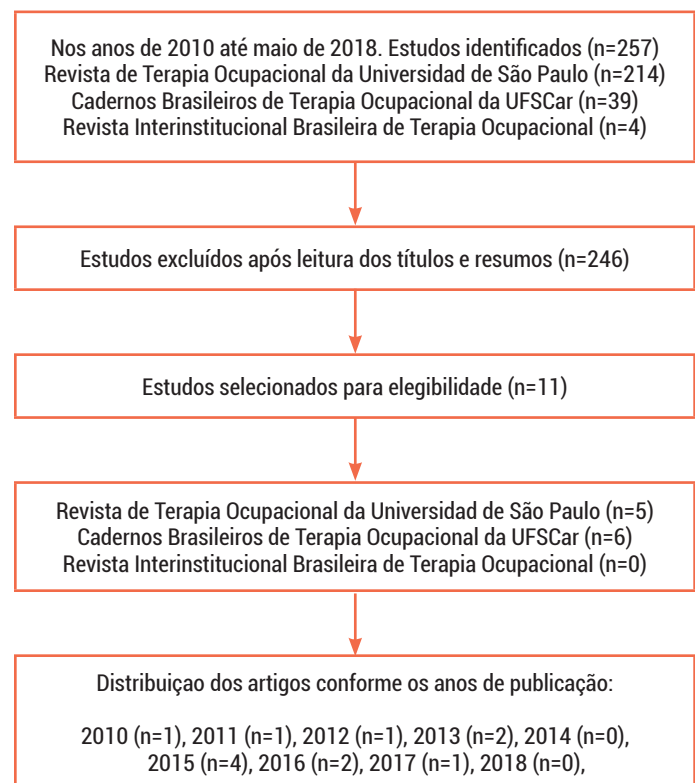 Nos anos de 2010 até maio de 2018. Estudos identificados (n=257)
Revista de Terapia Ocupacional da Universidad de São Paulo (n=214)
Cadernos Brasileiros de Terapia Ocupacional da UFSCar (n=39)
Revista Interinstitucional Brasileira de Terapia Ocupacional (n=4)
Estudos excluídos após leitura dos títulos e resumos (n=246)
Estudos selecionados para elegibilidade (n=11)
Revista de Terapia Ocupacional da Universidad de São Paulo (n=5)
Cadernos Brasileiros de Terapia Ocupacional da UFSCar (n=6)
Revista Interinstitucional Brasileira de Terapia Ocupacional (n=0)
Distribuiçao dos artigos conforme os anos de publicação:
2010 (n=1), 2011 (n=1), 2012 (n=1), 2013 (n=2), 2014 (n=0),
2015 (n=4), 2016 (n=2), 2017 (n=1), 2018 (n=0),